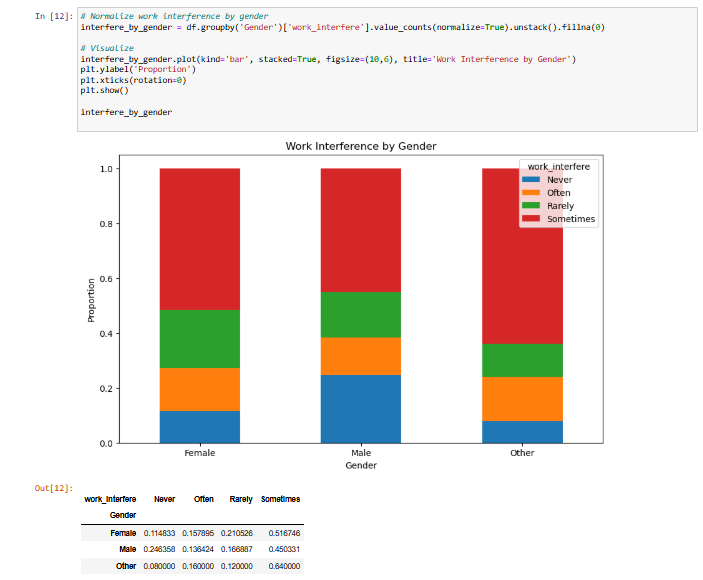 In [12]:
# Normalize work interference by gender
interfere_by_gender = df.groupby('Gender')['work_interfere'].value_counts(normalize=True).unstack().fillna(0)
# Visualize
interfere_by_gender.plot(kind='bar', stacked=True, figsize=(10,6), title='Work Interference by Gender')
plt.ylabel('Proportion')
plt.xticks(rotation=0)
plt.show()
interfere_by_gender
Work Interference by Gender
work_interfere
Never
Often
Rarely
Sometimes
1.0
0.8
0.6
0.4
0.2
0.0
Proportion
Female Male Other
Gender
Out[12]:
work_interfere Never Often Rarely Sometimes
Gender
Female 0.114833 0.157895 0.210526 0.516746
Male 0.246358 0.136424 0.166887 0.450331
Other 0.080000 0.160000 0.120000 0.640000